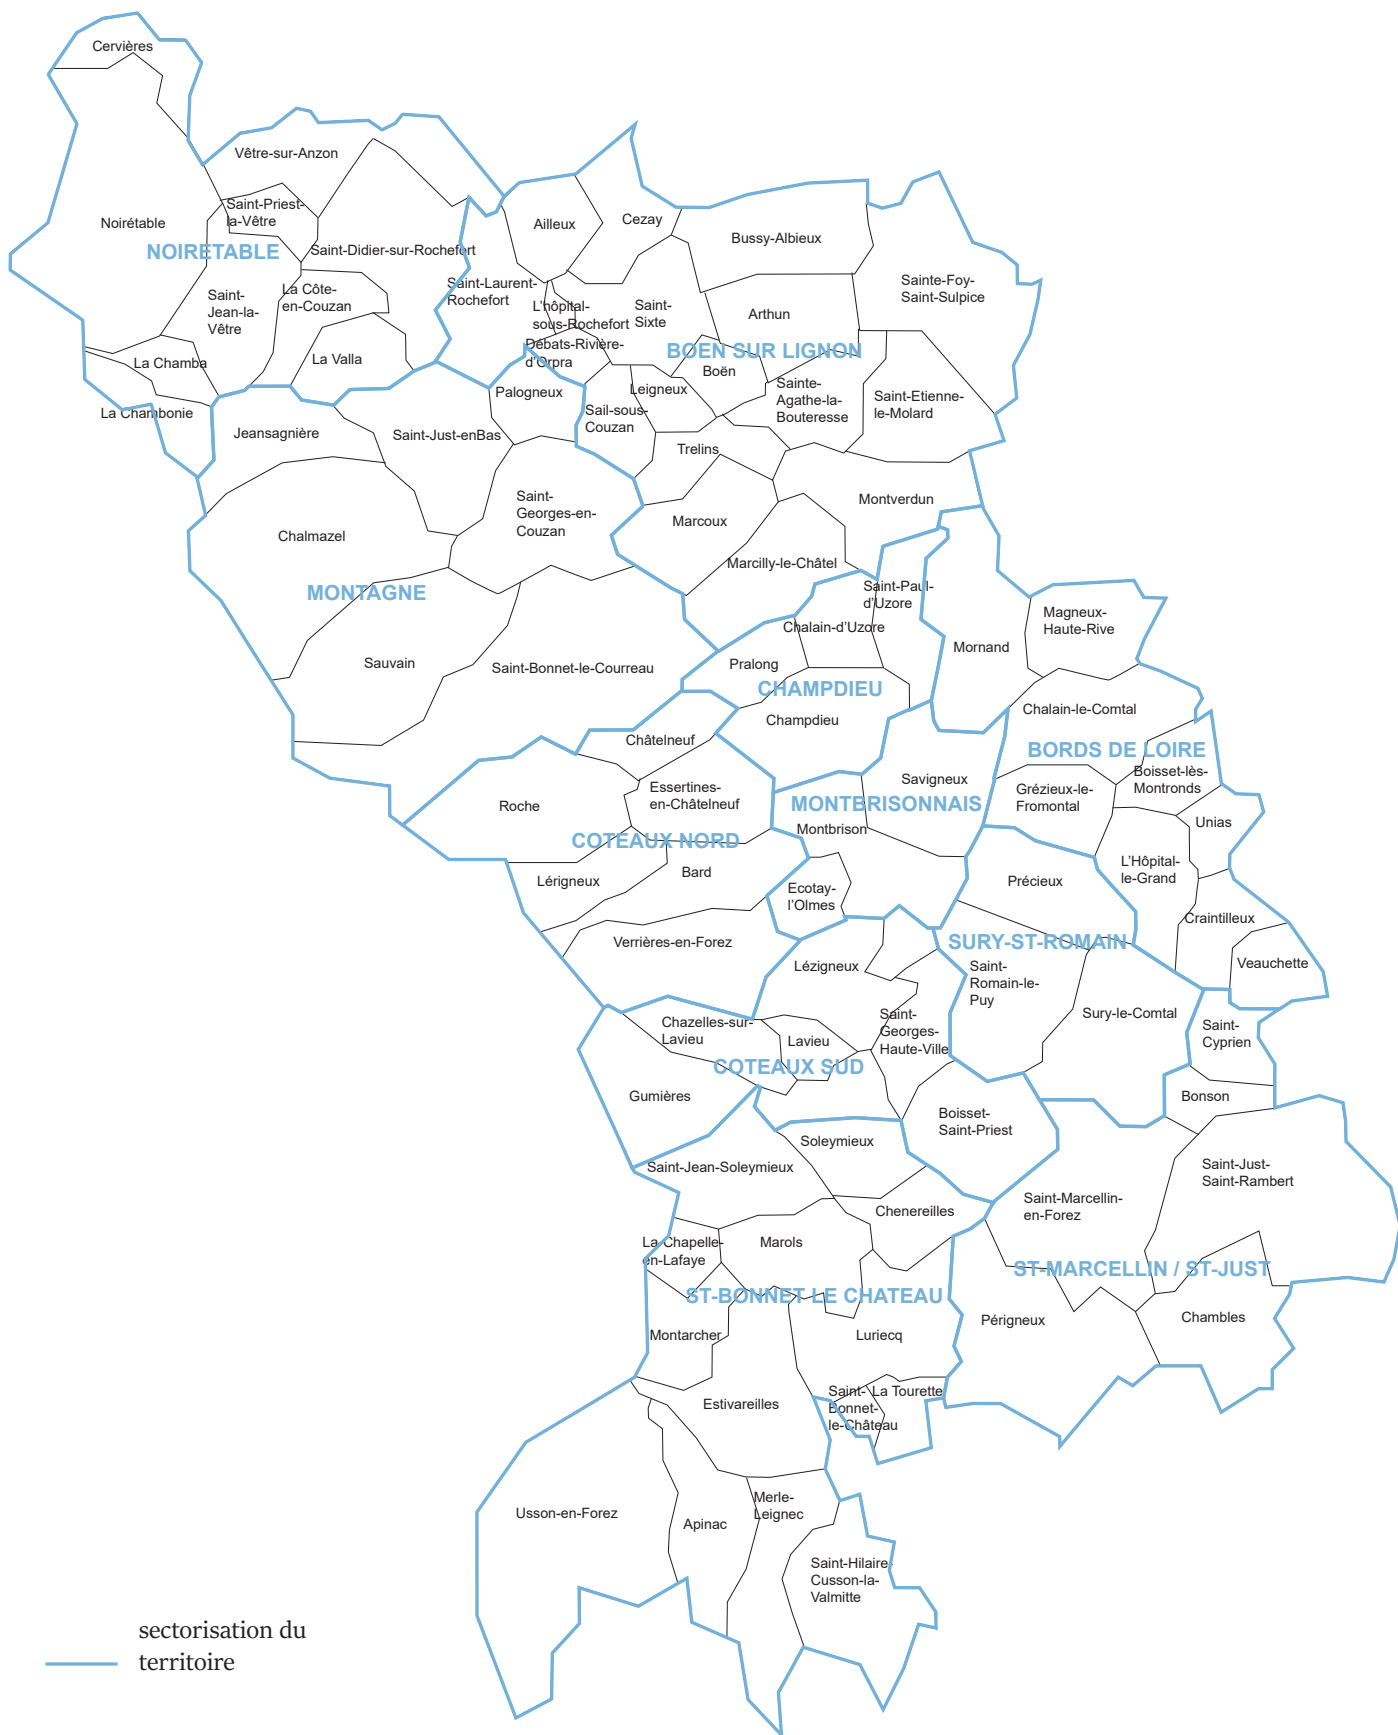 Cervières
Vêtre-sur-Anzon
Noirétable
Saint-Priest-
la-Vêtre
NOIRETABLE
Saint-Didier-sur-Rochefort
Saint-
Jean-la-
Vêtre
La Côte-
en-Couzan
La Valla
La Chamba
La Chambonie
Ailleux
Cezay
Bussy-Albieux
Sainte-Foy-
Saint-Sulpice
Saint-Laurent-
Rochefort
L'hôpital-
sous-Rochefort
Saint-
Sixte
Arthun
Débats-Rivière-
d'Orpra
BOEN SUR LIGNON
Boën
Leigneux
Sainte-
Agathe-la-
Bouteresse
Saint-Etienne-
le-Molard
Palogneux
Sail-sous-
Couzan
Trelins
Jeansagnière
Saint-Just-enBas
Saint-
Georges-en-
Couzan
Marcoux
Montverdun
Chalmazel
Marcilly-le-Châtel
MONTAGNE
Saint-Paul-
d'Uzore
Magneux-
Haute-Rive
Chalain-d'Uzore
Mornand
Sauvain
Saint-Bonnet-le-Courreau
Pralong
CHAMPDIEU
Champdieu
Chalain-le-Comtal
Châtelneuf
BORDS DE LOIRE
Boisset-lès-
Montronds
Savigneux
Grézieux-le-
Fromontal
Roche
Essertines-
en-Châtelneuf
MONTBRISONNAIS
Montbrison
Unias
COTEAUX NORD
Lérigneux
Bard
Ecotay-
l'Olmes
Précieux
L'Hôpital-
le-Grand
Craintilleux
Verrières-en-Forez
SURY-ST-ROMAIN
Veauchette
Lézigneux
Saint-
Romain-le-
Puy
Sury-le-Comtal
Saint-
Cyprien
Chazelles-sur-
Lavieu
Lavieu
Saint-
Georges-
Haute-Ville
COTEAUX SUD
Gumières
Bonson
Boisset-
Saint-Priest
Soleymieux
Saint-Jean-Soleymieux
Saint-Just-
Saint-Rambert
Saint-Marcellin-
en-Forez
Chenereilles
La Chapelle-
en-Lafaye
Marols
ST-MARCELLIN / ST-JUST
ST-BONNET LE CHATEAU
Périgneux
Chambles
Montarcher
Luriecq
Estivareilles
Saint-
Bonnet-
le-Château
La Tourette
Usson-en-Forez
Apinac
Merle-
Leignec
Saint-Hilaire-
Cusson-la-
Valmitte
sectorisation du
territoire